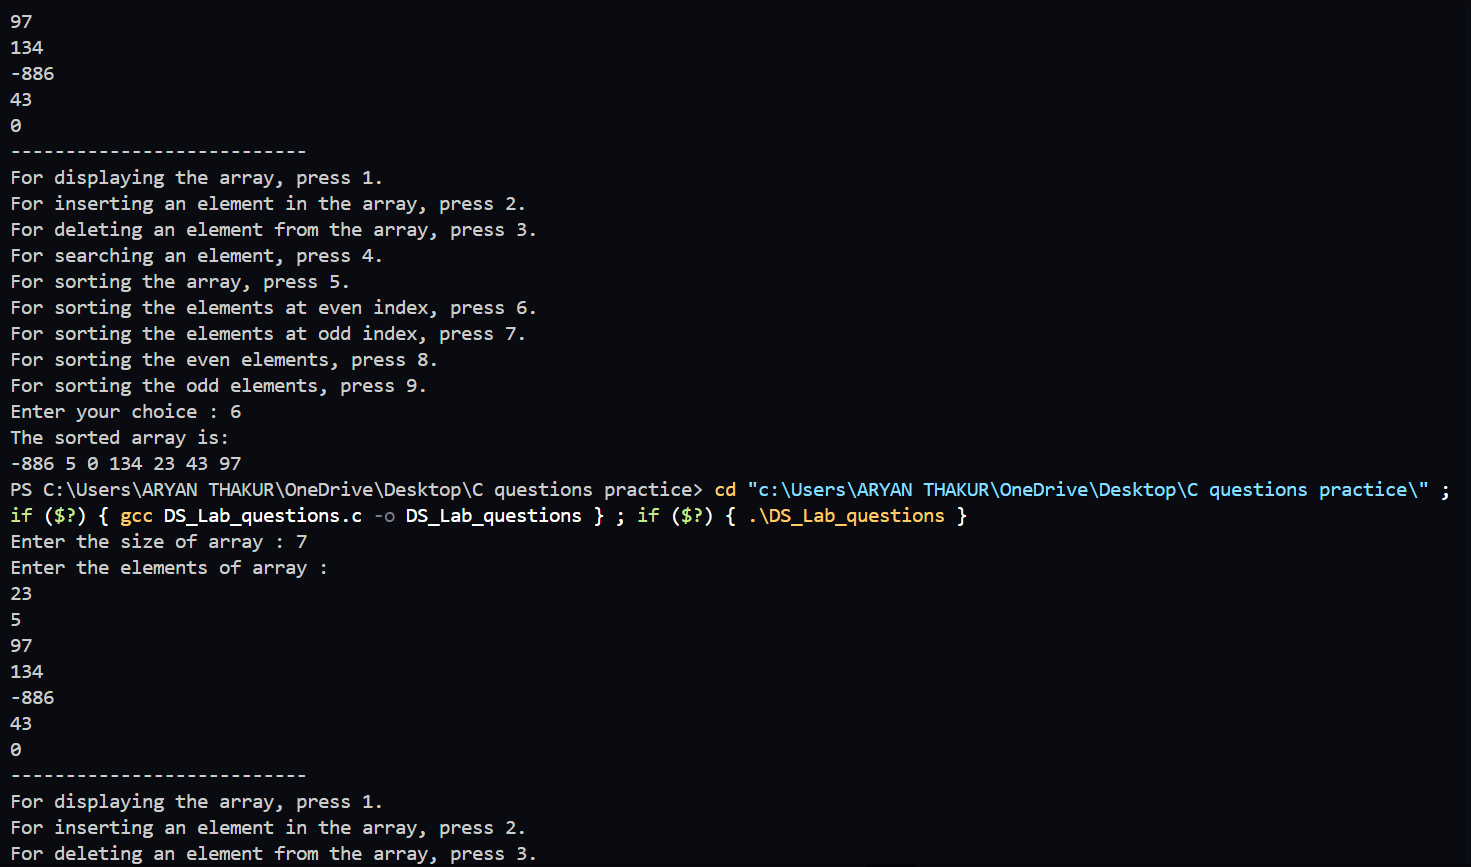 97
134
-886
43
0
---------------------------
For displaying the array, press 1.
For inserting an element in the array, press 2.
For deleting an element from the array, press 3.
For searching an element, press 4.
For sorting the array, press 5.
For sorting the elements at even index, press 6.
For sorting the elements at odd index, press 7.
For sorting the even elements, press 8.
For sorting the odd elements, press 9.
Enter your choice : 6
The sorted array is:
-886 5 0 134 23 43 97
PS C:\Users\ARYAN THAKUR\OneDrive\Desktop\C questions practice> cd "c:\Users\ARYAN THAKUR\OneDrive\Desktop\C questions practice\" ;
if ($?) { gcc DS_Lab_questions.c -o DS_Lab_questions } ; if ($?) { .\DS_Lab_questions }
Enter the size of array : 7
Enter the elements of array :
23
5
97
134
-886
43
0
---------------------------
For displaying the array, press 1.
For inserting an element in the array, press 2.
For deleting an element from the array, press 3.